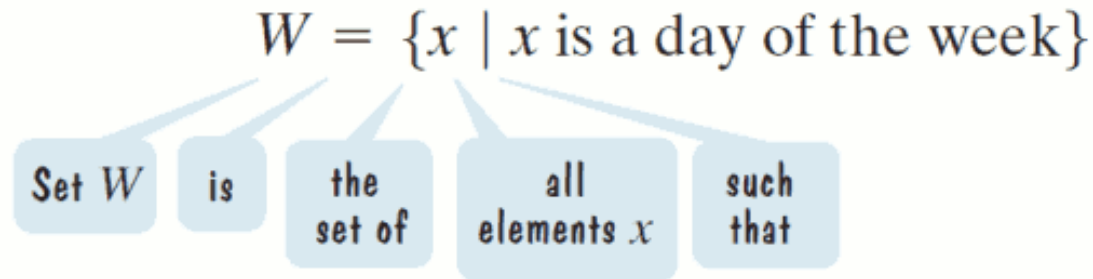 W = {x | x is a day of the week}
Set W
is
the
set of
all
elements x
such
that